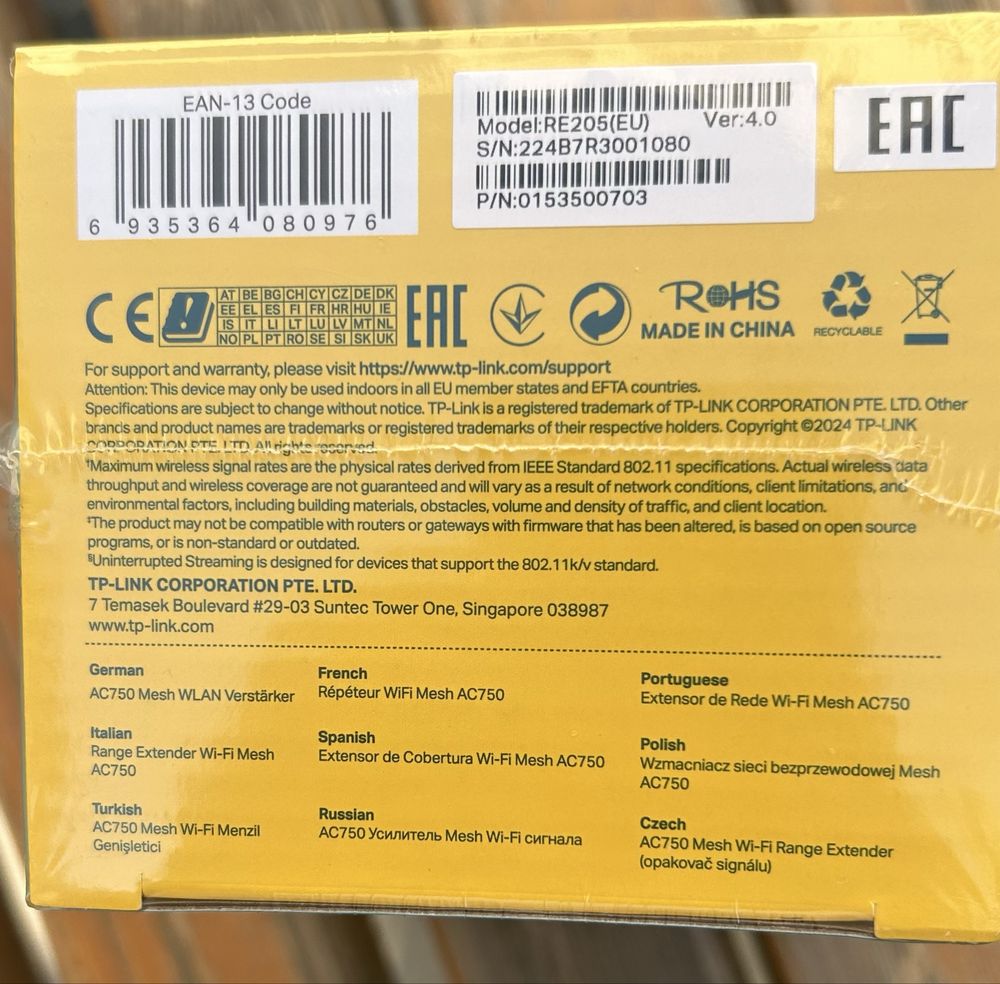 EAN-13 Code
6 935364 080976
Model:RE205(EU) Ver:4.0
S/N:224B7R3001080
P/N:0153500703
EAC
CE
AT BE BG CH CY CZ DE DK
EE EL ES FI FR HR HU IE
IS IT LI LT LU LV MT NL
NO PL PT RO SE SI SK UK
EAC
RoHS
MADE IN CHINA
RECYCLABLE
For support and warranty, please visit https://www.tp-link.com/support
Attention: This device may only be used indoors in all EU member states and EFTA countries.
Specifications are subject to change without notice. TP-Link is a registered trademark of TP-LINK CORPORATION PTE. LTD. Other
brands and product names are trademarks or registered trademarks of their respective holders. Copyright ©2024 TP-LINK
CORPORATION PTE. LTD. All rights reserved.
†Maximum wireless signal rates are the physical rates derived from IEEE Standard 802.11 specifications. Actual wireless data
throughput and wireless coverage are not guaranteed and will vary as a result of network conditions, client limitations, and
environmental factors, including building materials, obstacles, volume and density of traffic, and client location.
‡The product may not be compatible with routers or gateways with firmware that has been altered, is based on open source
programs, or is non-standard or outdated.
§Uninterrupted Streaming is designed for devices that support the 802.11k/v standard.
TP-LINK CORPORATION PTE. LTD.
7 Temasek Boulevard #29-03 Suntec Tower One, Singapore 038987
www.tp-link.com
German
AC750 Mesh WLAN Verstärker
French
Répéteur WiFi Mesh AC750
Portuguese
Extensor de Rede Wi-Fi Mesh AC750
Italian
Range Extender Wi-Fi Mesh
AC750
Spanish
Extensor de Cobertura Wi-Fi Mesh AC750
Polish
Wzmacniacz sieci bezprzewodowej Mesh
AC750
Turkish
AC750 Mesh Wi-Fi Menzil
Genişletici
Russian
AC750 Усилитель Mesh Wi-Fi сигнала
Czech
AC750 Mesh Wi-Fi Range Extender
(opakovač signálu)